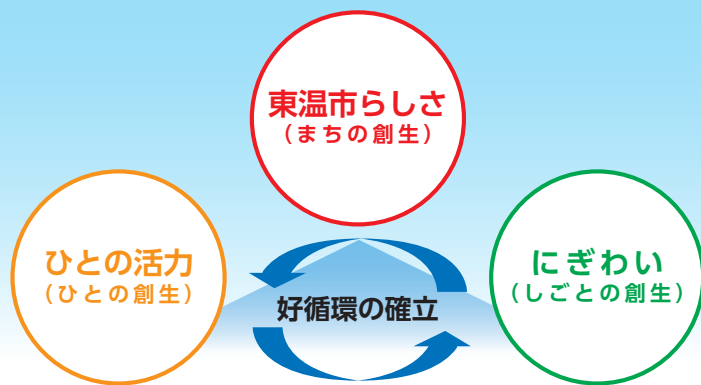 東温市らしさ
（まちの創生）
ひとの活力
（ひとの創生）
にぎわい
（しごとの創生）
好循環の確立